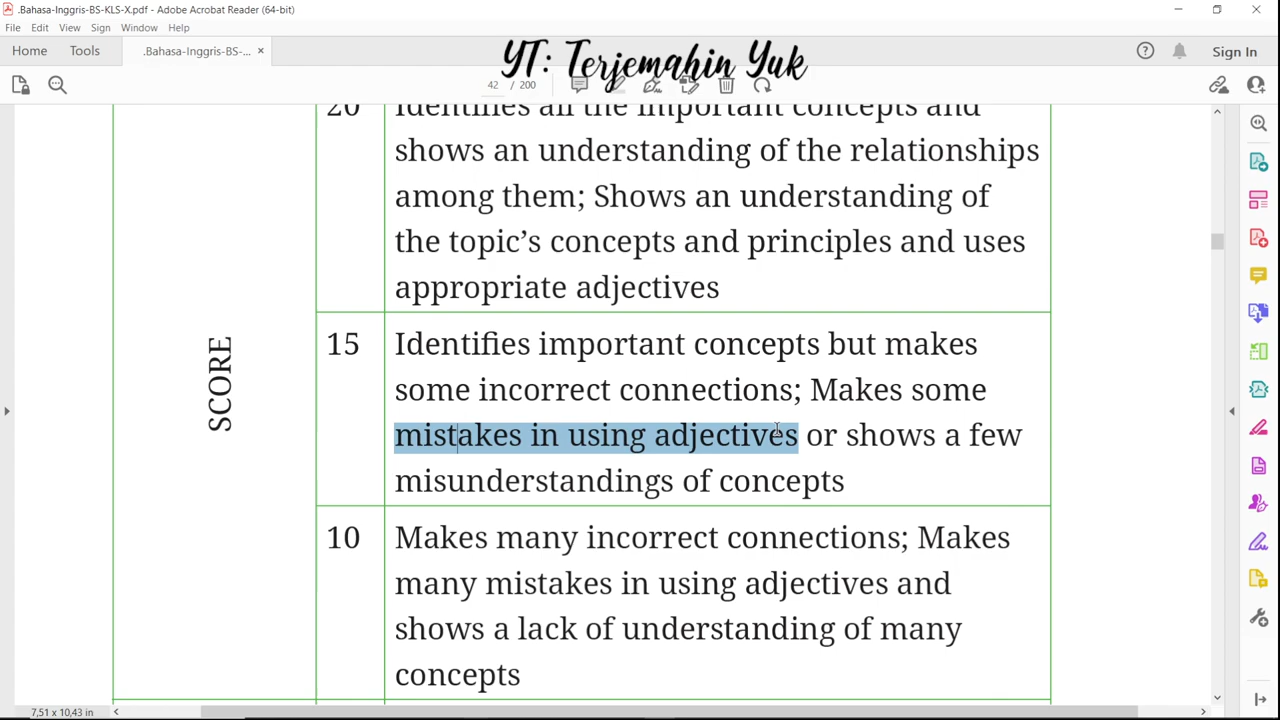 .Bahasa-Inggris-BS-KLS-X.pdf - Adobe Acrobat Reader (64-bit)
File Edit View Sign Window Help
Home Tools .Bahasa-Inggris-BS-... × Sign In
YT: Terjemahin Yuk
42 / 200
20 Identifies all the important concepts and
shows an understanding of the relationships
among them; Shows an understanding of
the topic’s concepts and principles and uses
appropriate adjectives
SCORE
15 Identifies important concepts but makes
some incorrect connections; Makes some
mistakes in using adjectives or shows a few
misunderstandings of concepts
10 Makes many incorrect connections; Makes
many mistakes in using adjectives and
shows a lack of understanding of many
concepts
7,51 x 10,43 in